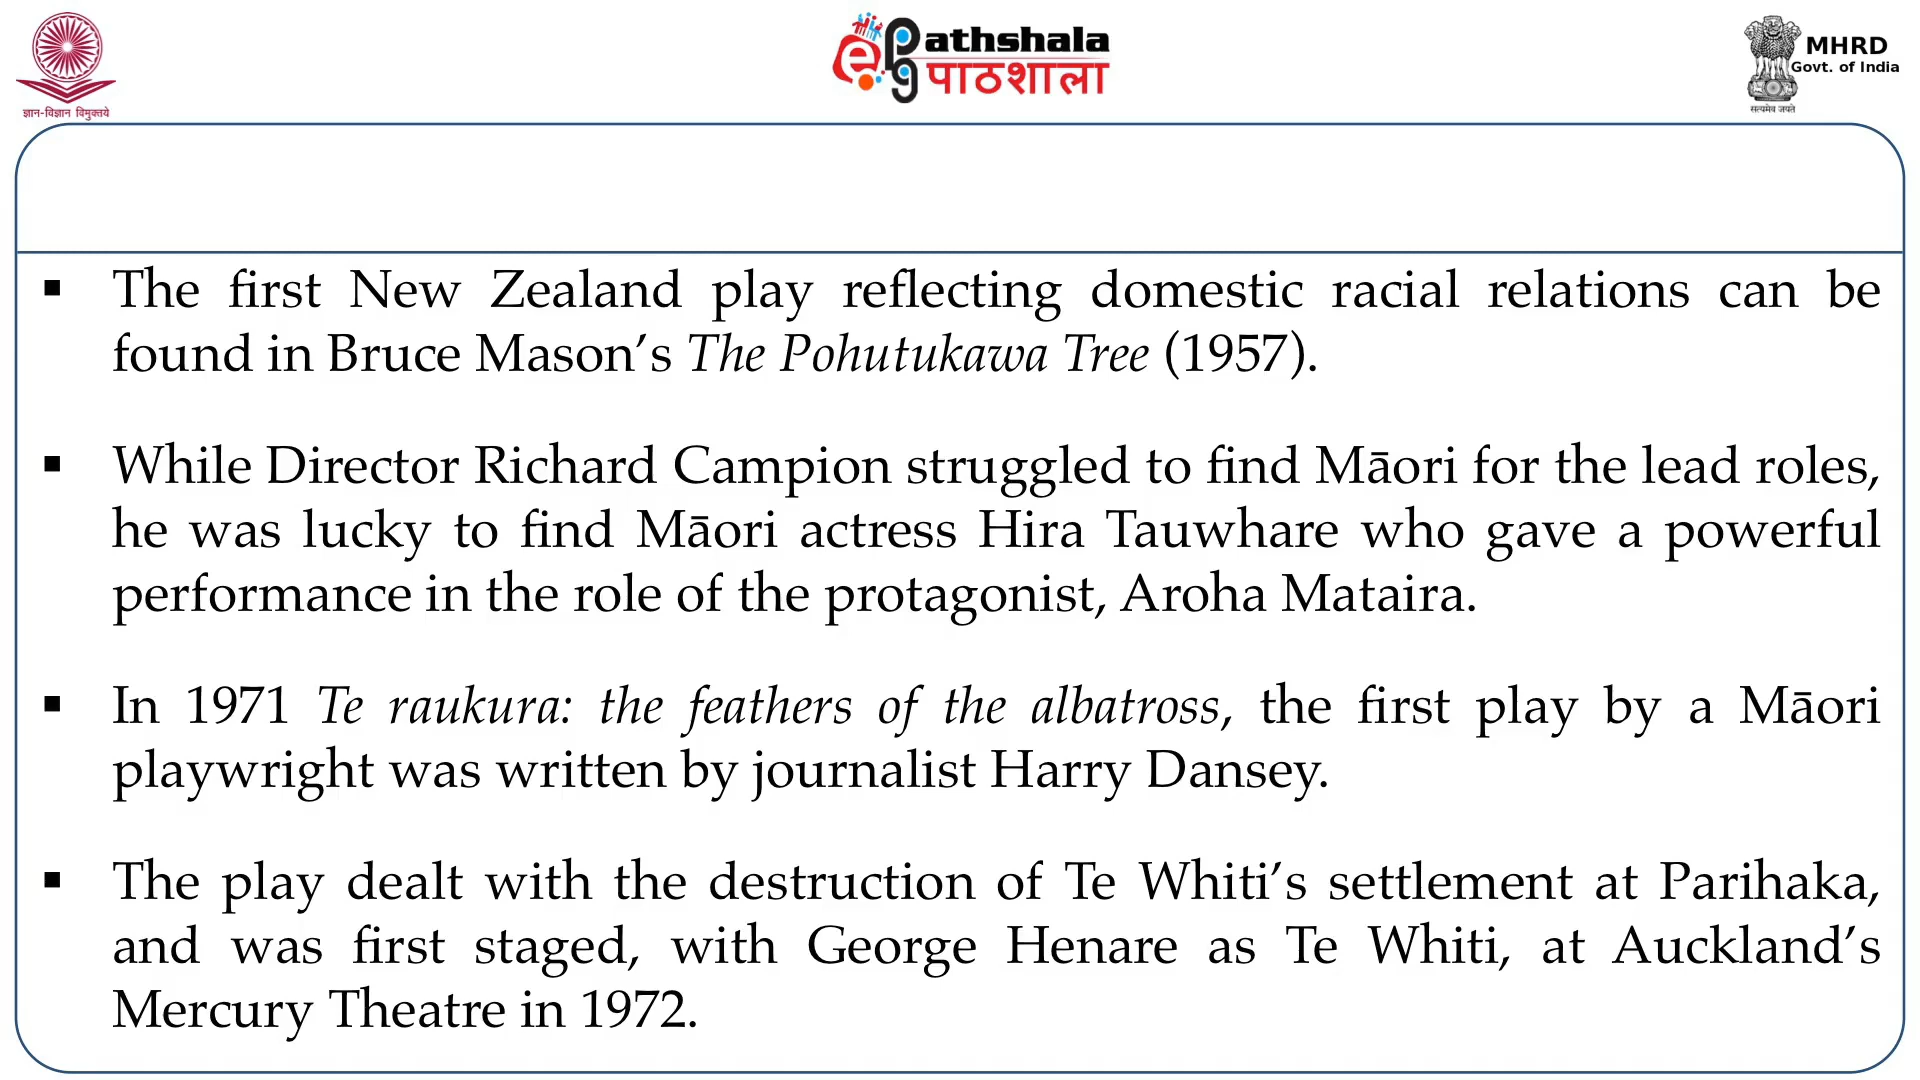 ज्ञान-विज्ञान विमुक्तये
ePathshala
पाठशाला
MHRD
Govt. of India
सत्यमेव जयते
▪ The first New Zealand play reflecting domestic racial relations can be
found in Bruce Mason’s The Pohutukawa Tree (1957).
▪ While Director Richard Campion struggled to find Māori for the lead roles,
he was lucky to find Māori actress Hira Tauwhare who gave a powerful
performance in the role of the protagonist, Aroha Mataira.
▪ In 1971 Te raukura: the feathers of the albatross, the first play by a Māori
playwright was written by journalist Harry Dansey.
▪ The play dealt with the destruction of Te Whiti’s settlement at Parihaka,
and was first staged, with George Henare as Te Whiti, at Auckland’s
Mercury Theatre in 1972.